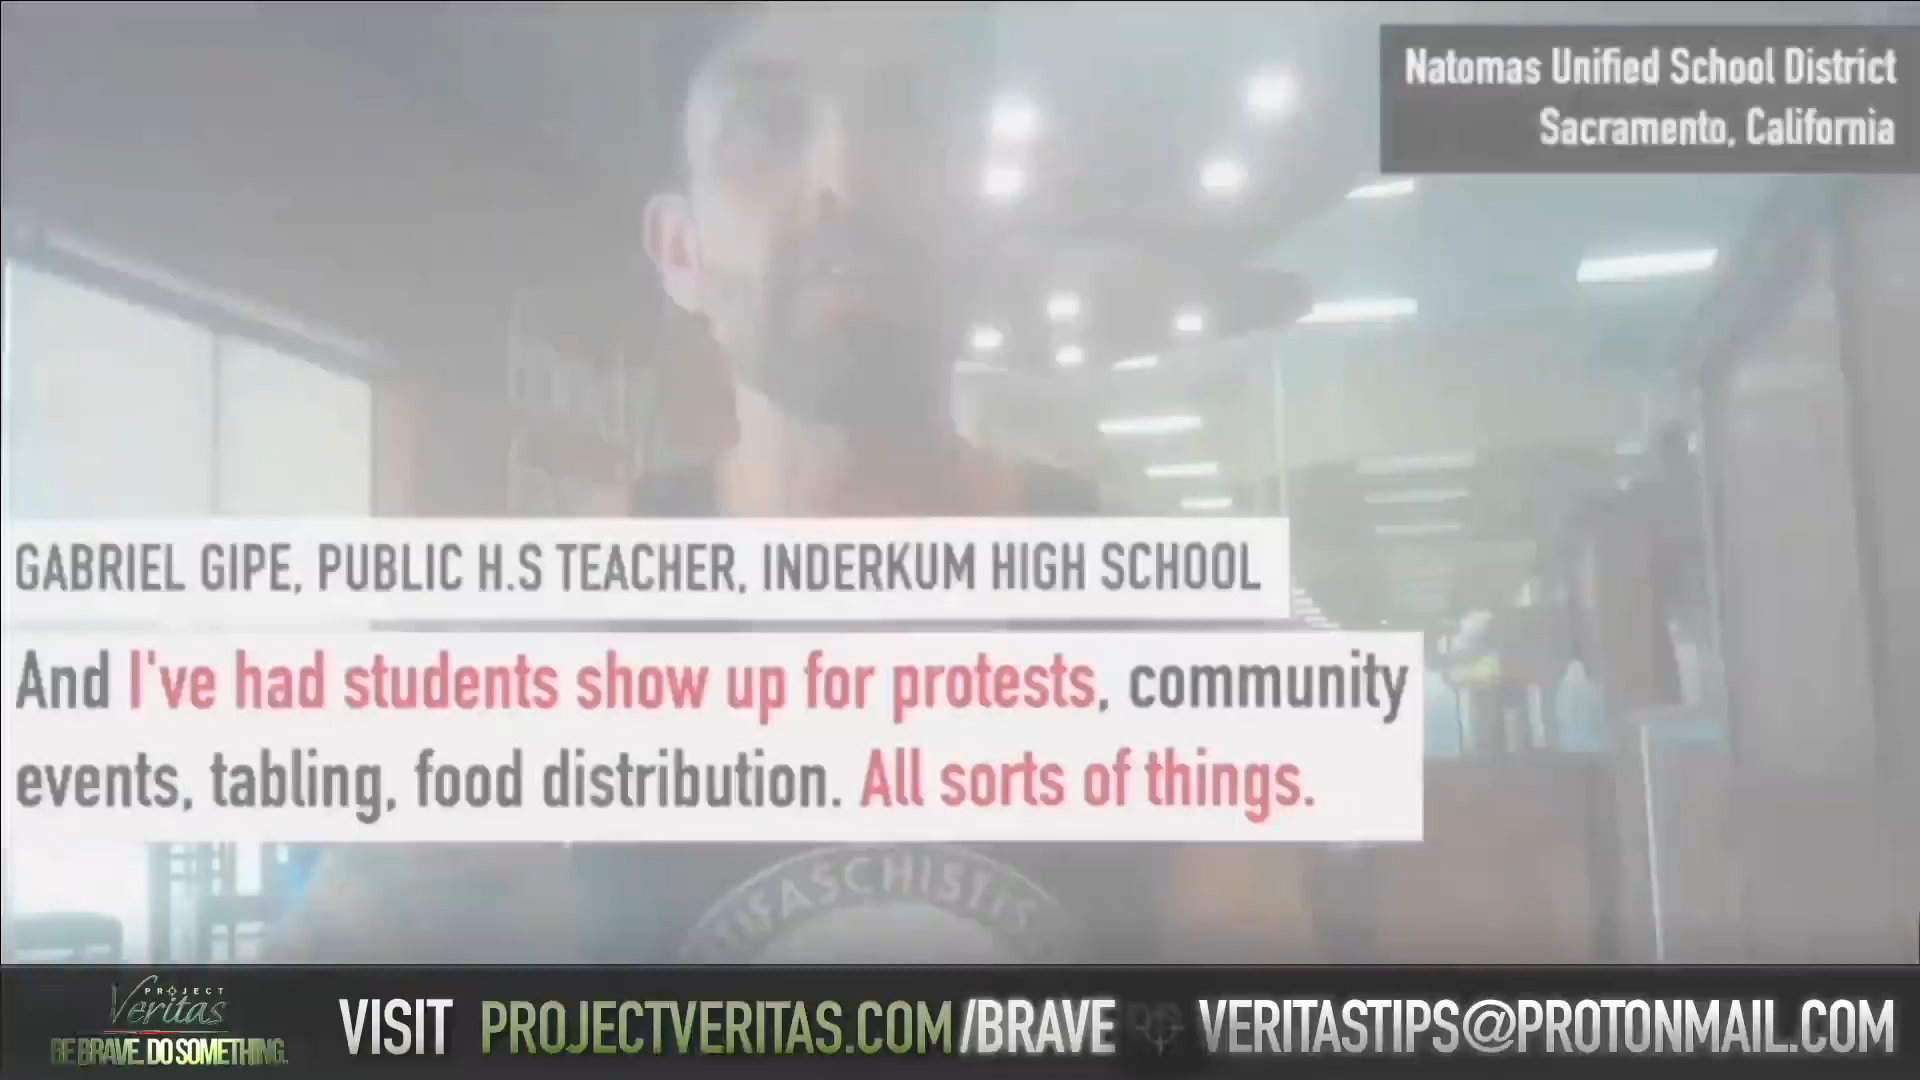 Natomas Unified School District
Sacramento, California
GABRIEL GIPE, PUBLIC H.S TEACHER, INDERKUM HIGH SCHOOL
And I've had students show up for protests, community
events, tabling, food distribution. All sorts of things.
PROJECT
Veritas
BE BRAVE. DO SOMETHING.
VISIT PROJECTVERITAS.COM/BRAVE
VERITASTIPS@PROTONMAIL.COM